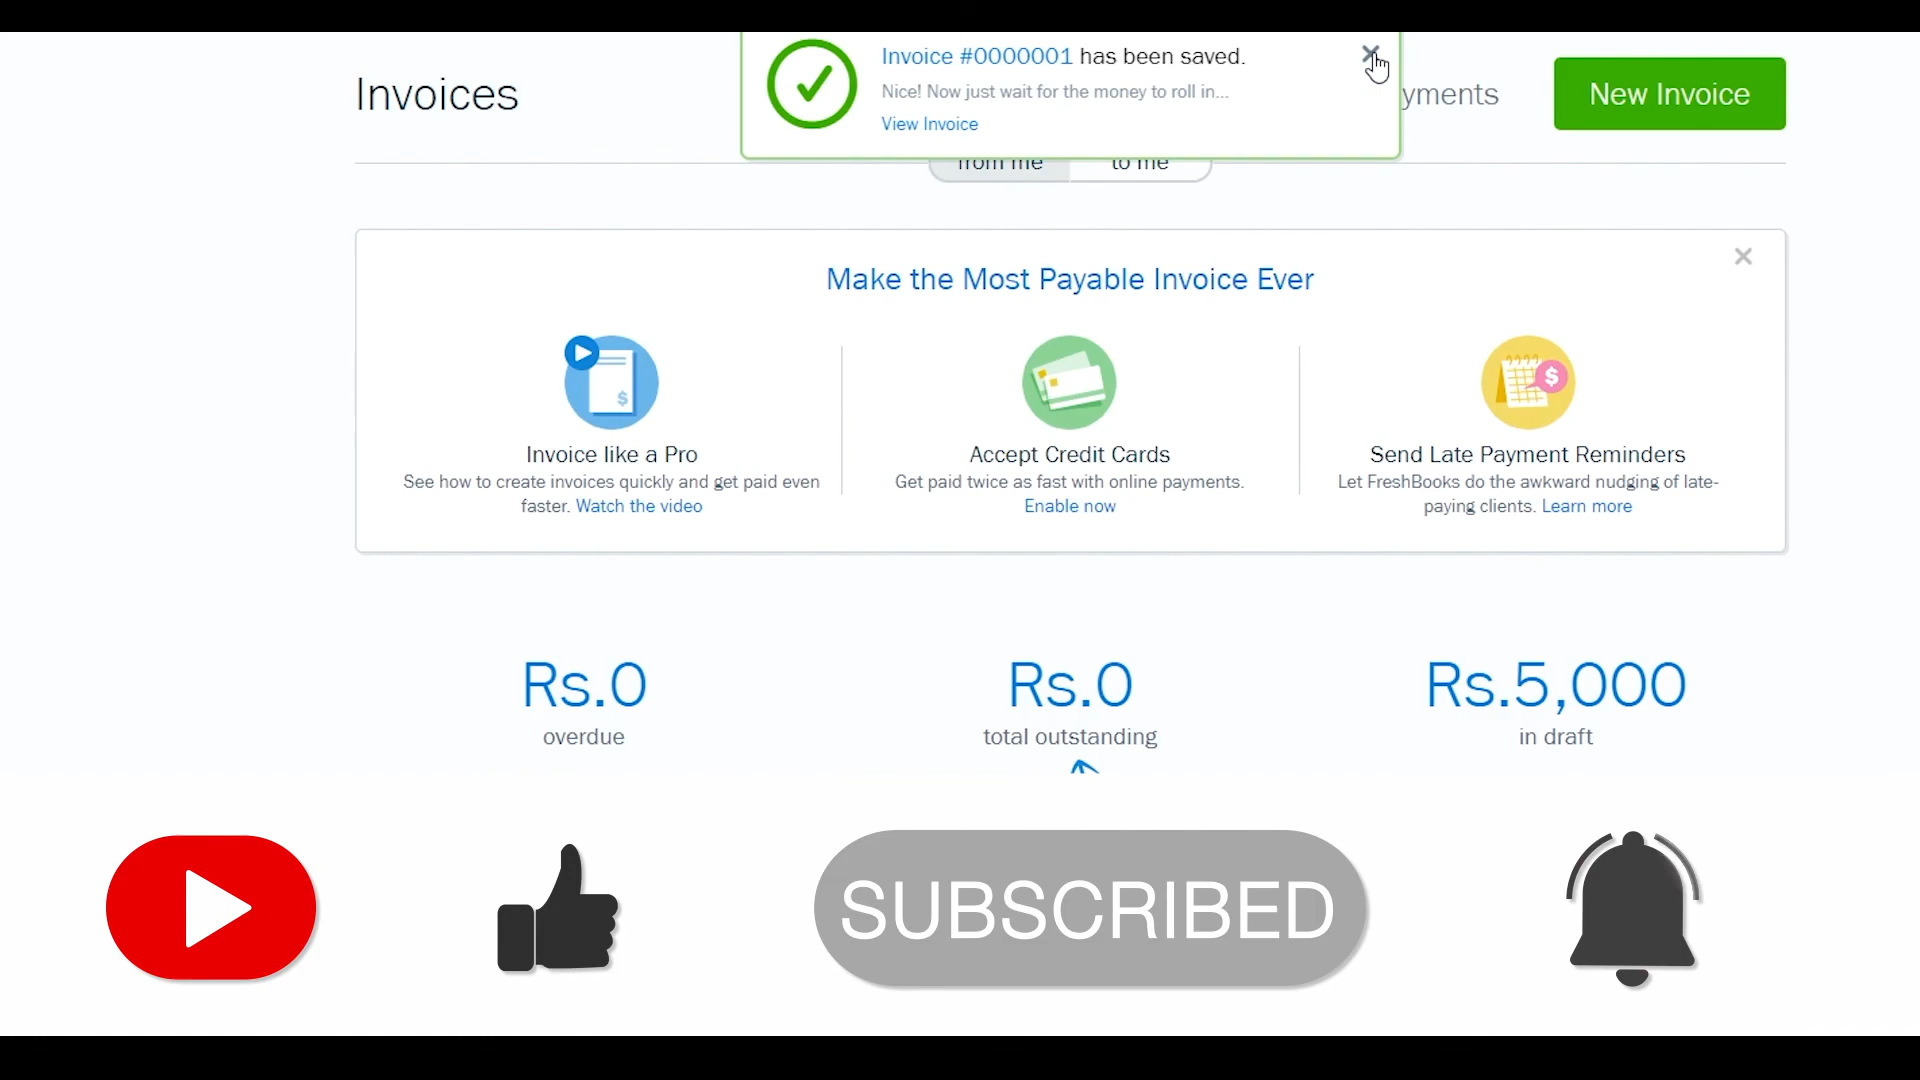 Invoices
Invoice #0000001 has been saved.
Nice! Now just wait for the money to roll in...
View Invoice
yments
New Invoice
from me
to me
Make the Most Payable Invoice Ever
Invoice like a Pro
See how to create invoices quickly and get paid even
faster. Watch the video
Accept Credit Cards
Get paid twice as fast with online payments.
Enable now
Send Late Payment Reminders
Let FreshBooks do the awkward nudging of late-
paying clients. Learn more
Rs.0
overdue
Rs.0
total outstanding
Rs.5,000
in draft
SUBSCRIBED